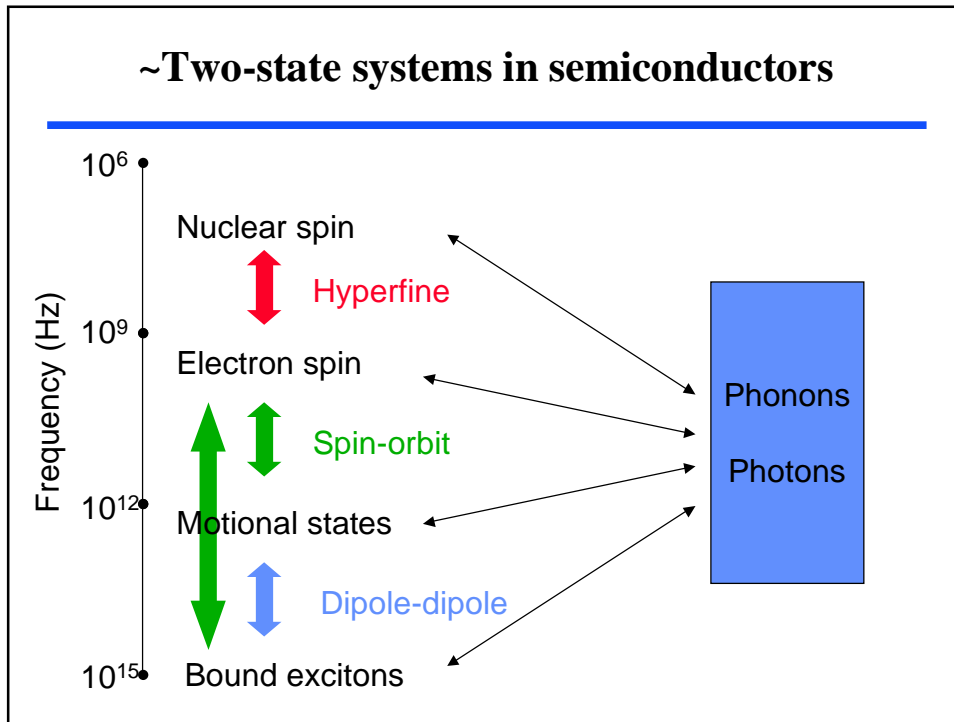 ~Two-state systems in semiconductors
10⁶
Nuclear spin
Hyperfine
Frequency (Hz)
10⁹
Electron spin
Phonons
Spin-orbit
Photons
10¹²
Motional states
Dipole-dipole
10¹⁵
Bound excitons